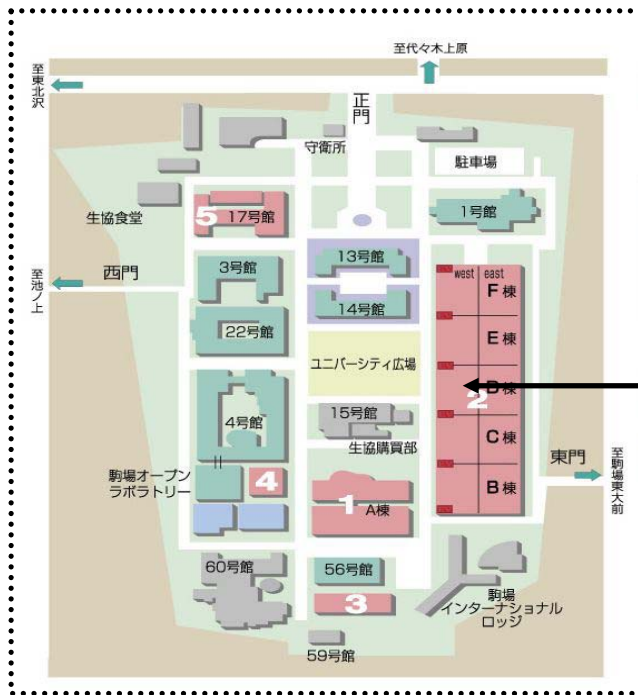 至代々木上原
至東北沢
正門
守衛所
駐車場
生協食堂
5 17号館
1号館
至池ノ上
西門
3号館
13号館
14号館
west east
F棟
E棟
D棟
C棟
B棟
2
22号館
ユニバーシティ広場
4号館
15号館
生協購買部
東門
至駒場東大前
駒場オープン
ラボラトリー
4
1
A棟
60号館
56号館
3
59号館
駒場
インターナショナル
ロッジ